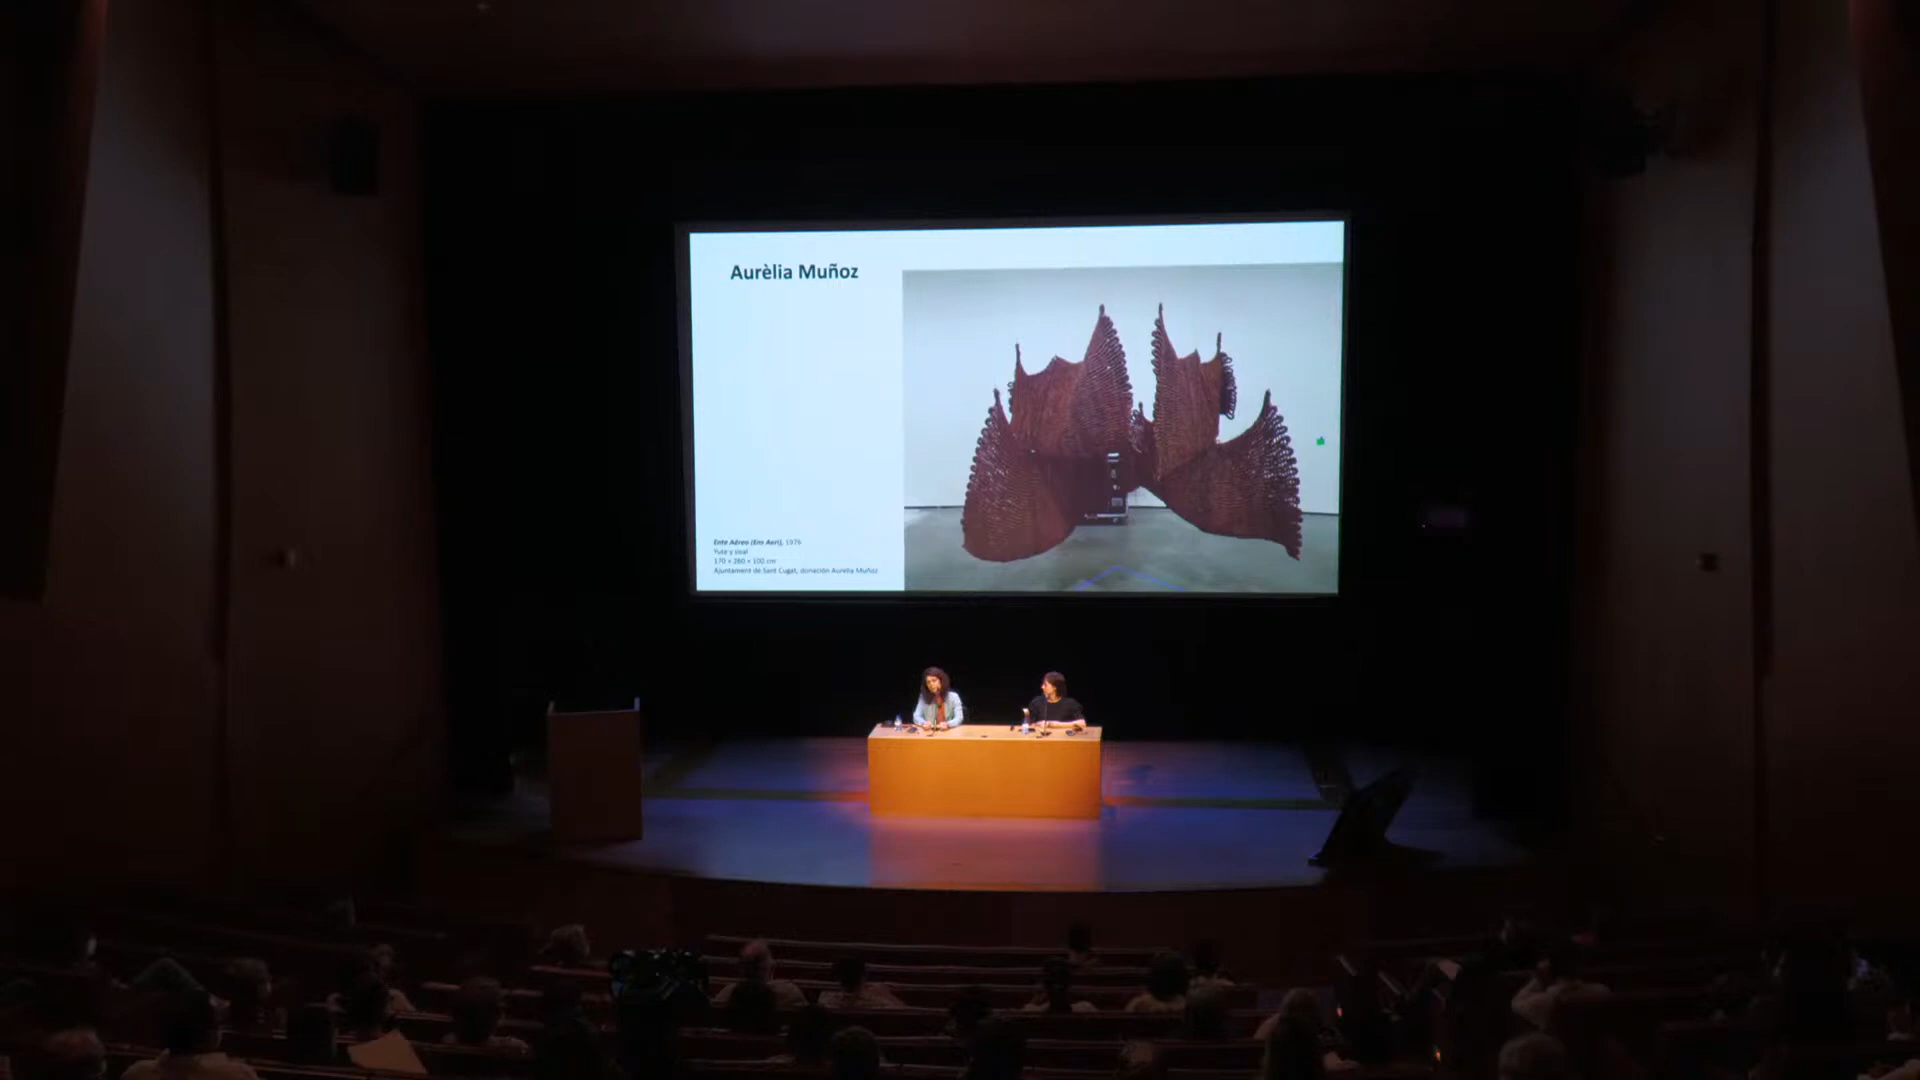 Aurèlia Muñoz
Ente Aéreo (Ens Aeri), 1976
Yute y sisal
170 × 280 × 100 cm
Ajuntament de Sant Cugat, donación Aurèlia Muñoz